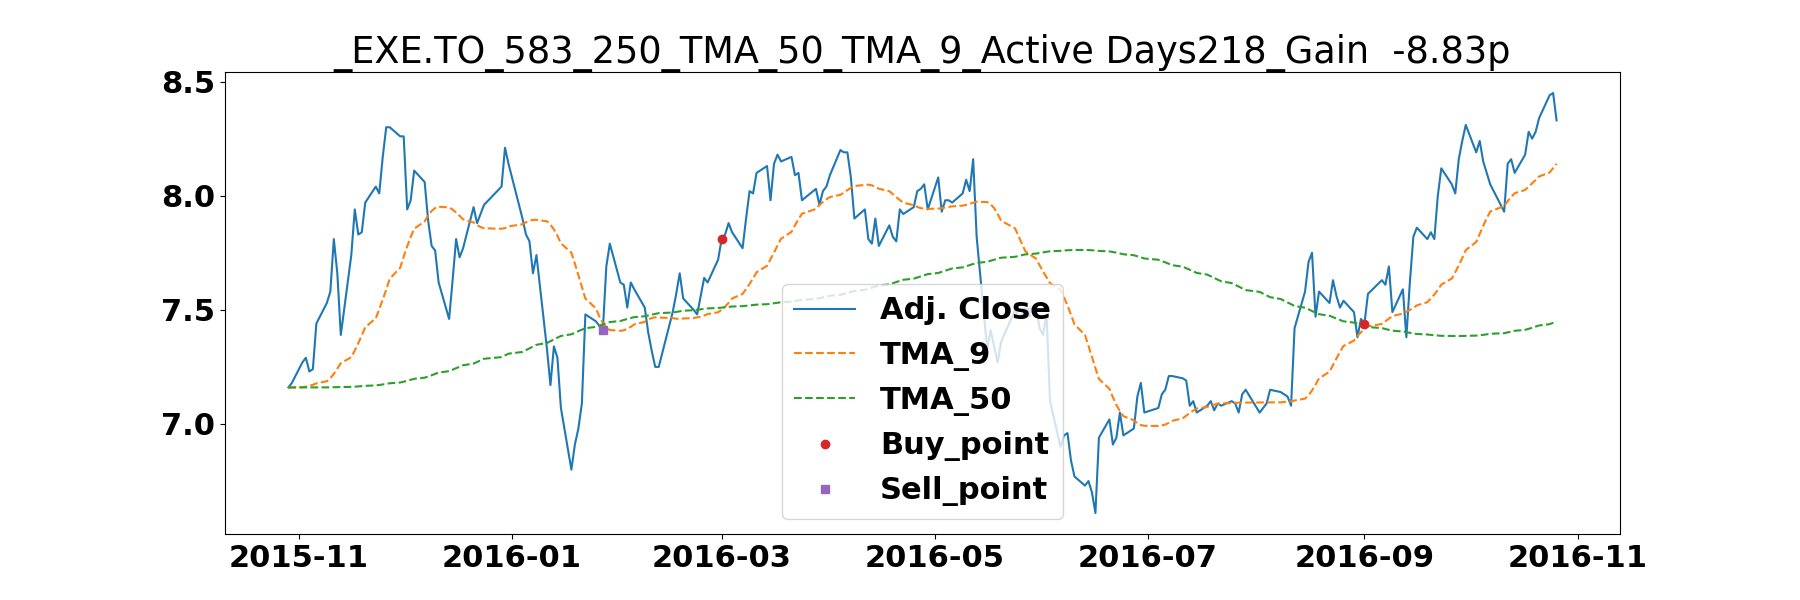 _EXE.TO_583_250_TMA_50_TMA_9_Active Days218_Gain  -8.83p
8.5
8.0
7.5
7.0
Adj. Close
TMA_9
TMA_50
Buy_point
Sell_point
2015-11 2016-01 2016-03 2016-05 2016-07 2016-09 2016-11